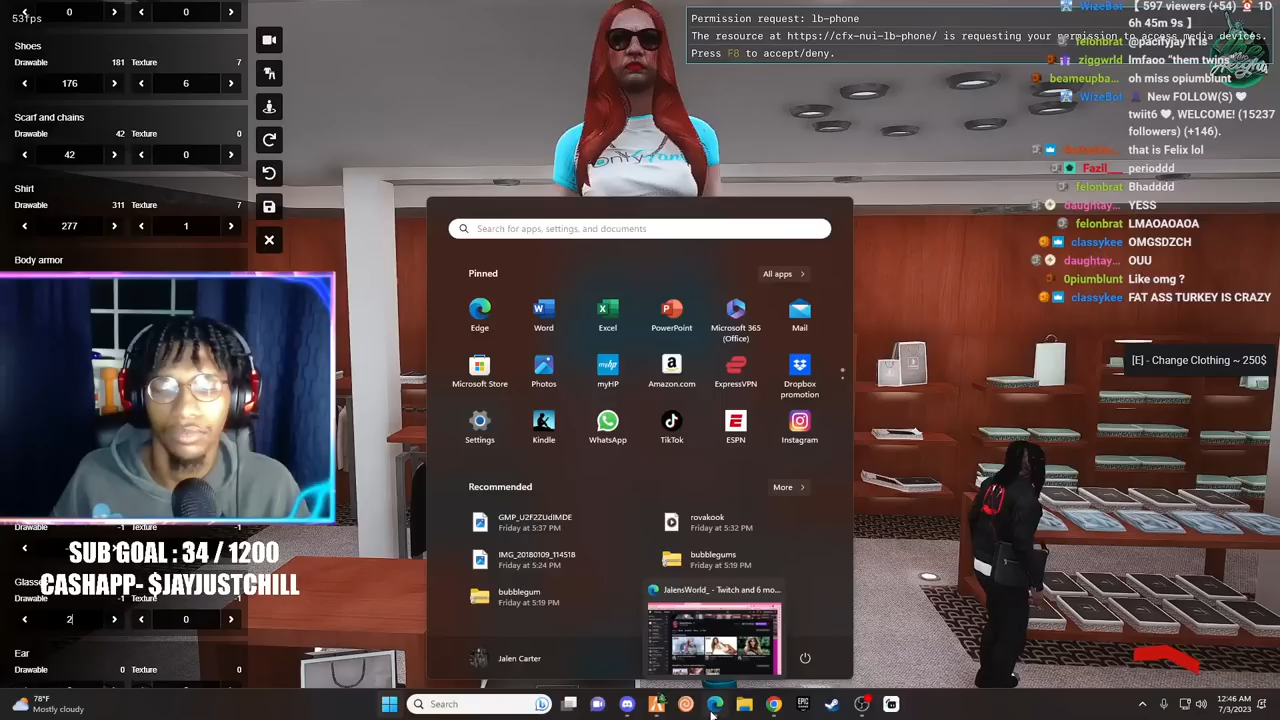 53fps
0
0
Shoes
Drawable 181 Texture 7
176 6
Scarf and chains
Drawable 42 Texture 0
42 0
Shirt
Drawable 311 Texture 7
277 1
Body armor
Drawable -1 Texture -1
SUB GOAL : 34 / 1200
CASHAPP- $JAYJUSTCHILL
Drawable -1 Texture -1
0
Ear
Drawable 0 Texture 0
Permission request: lb-phone
The resource at https://cfx-nui-lb-phone/ is requesting your permission to access media devices.
Press F8 to accept/deny.
WizeBot 【 597 viewers (+54) 1D
6h 45m 9s 】
felonbrat @pacifyjay It is
ziggwrld lmfaoo "them twins"
beameupba... oh miss opiumblunt
WizeBot New FOLLOW(S)
twiit6 , WELCOME! (15237
followers) (+146).
that is Felix lol
Fazil__ perioddd
felonbrat Bhadddd
daughtay... YESS
felonbrat LMAOAOAOA
classykee OMGSDZCH
daughtay... OUU
0piumblunt Like omg ?
classykee FAT ASS TURKEY IS CRAZY
[E] - Change Clothing ~ 250$
Search for apps, settings, and documents
Pinned
All apps
Edge Word Excel PowerPoint Microsoft 365 (Office) Mail
Microsoft Store Photos myHP Amazon.com ExpressVPN Dropbox promotion
Settings Kindle WhatsApp TikTok ESPN Instagram
Recommended
More
GMP_U2F2ZUdIMDE
Friday at 5:37 PM
rovakook
Friday at 5:32 PM
IMG_20180109_114518
Friday at 5:24 PM
bubblegums
Friday at 5:19 PM
bubblegum
Friday at 5:19 PM
JalensWorld_ - Twitch and 6 mo...
Jalen Carter
78°F
Mostly cloudy
Search
12:46 AM
7/3/2023